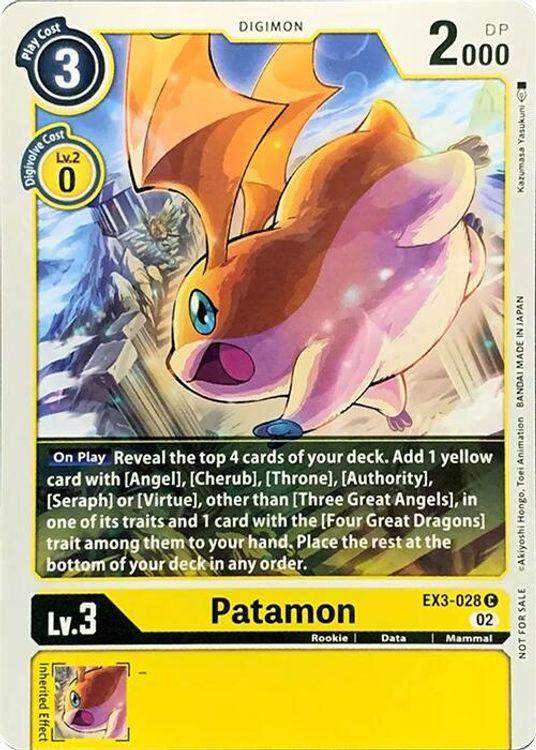 Play Cost
3
DIGIMON
2000
DP
Digivolve Cost
Lv.2
0
Kazumasa Yasukuni
On Play Reveal the top 4 cards of your deck. Add 1 yellow
card with [Angel], [Cherub], [Throne], [Authority],
[Seraph] or [Virtue], other than [Three Great Angels], in
one of its traits and 1 card with the [Four Great Dragons]
trait among them to your hand. Place the rest at the
bottom of your deck in any order.
©Akiyoshi Hongo, Toei Animation BANDAI MADE IN JAPAN
NOT FOR SALE
Lv.3
Patamon
EX3-028 C
02
Rookie | Data | Mammal
Inherited Effect
–